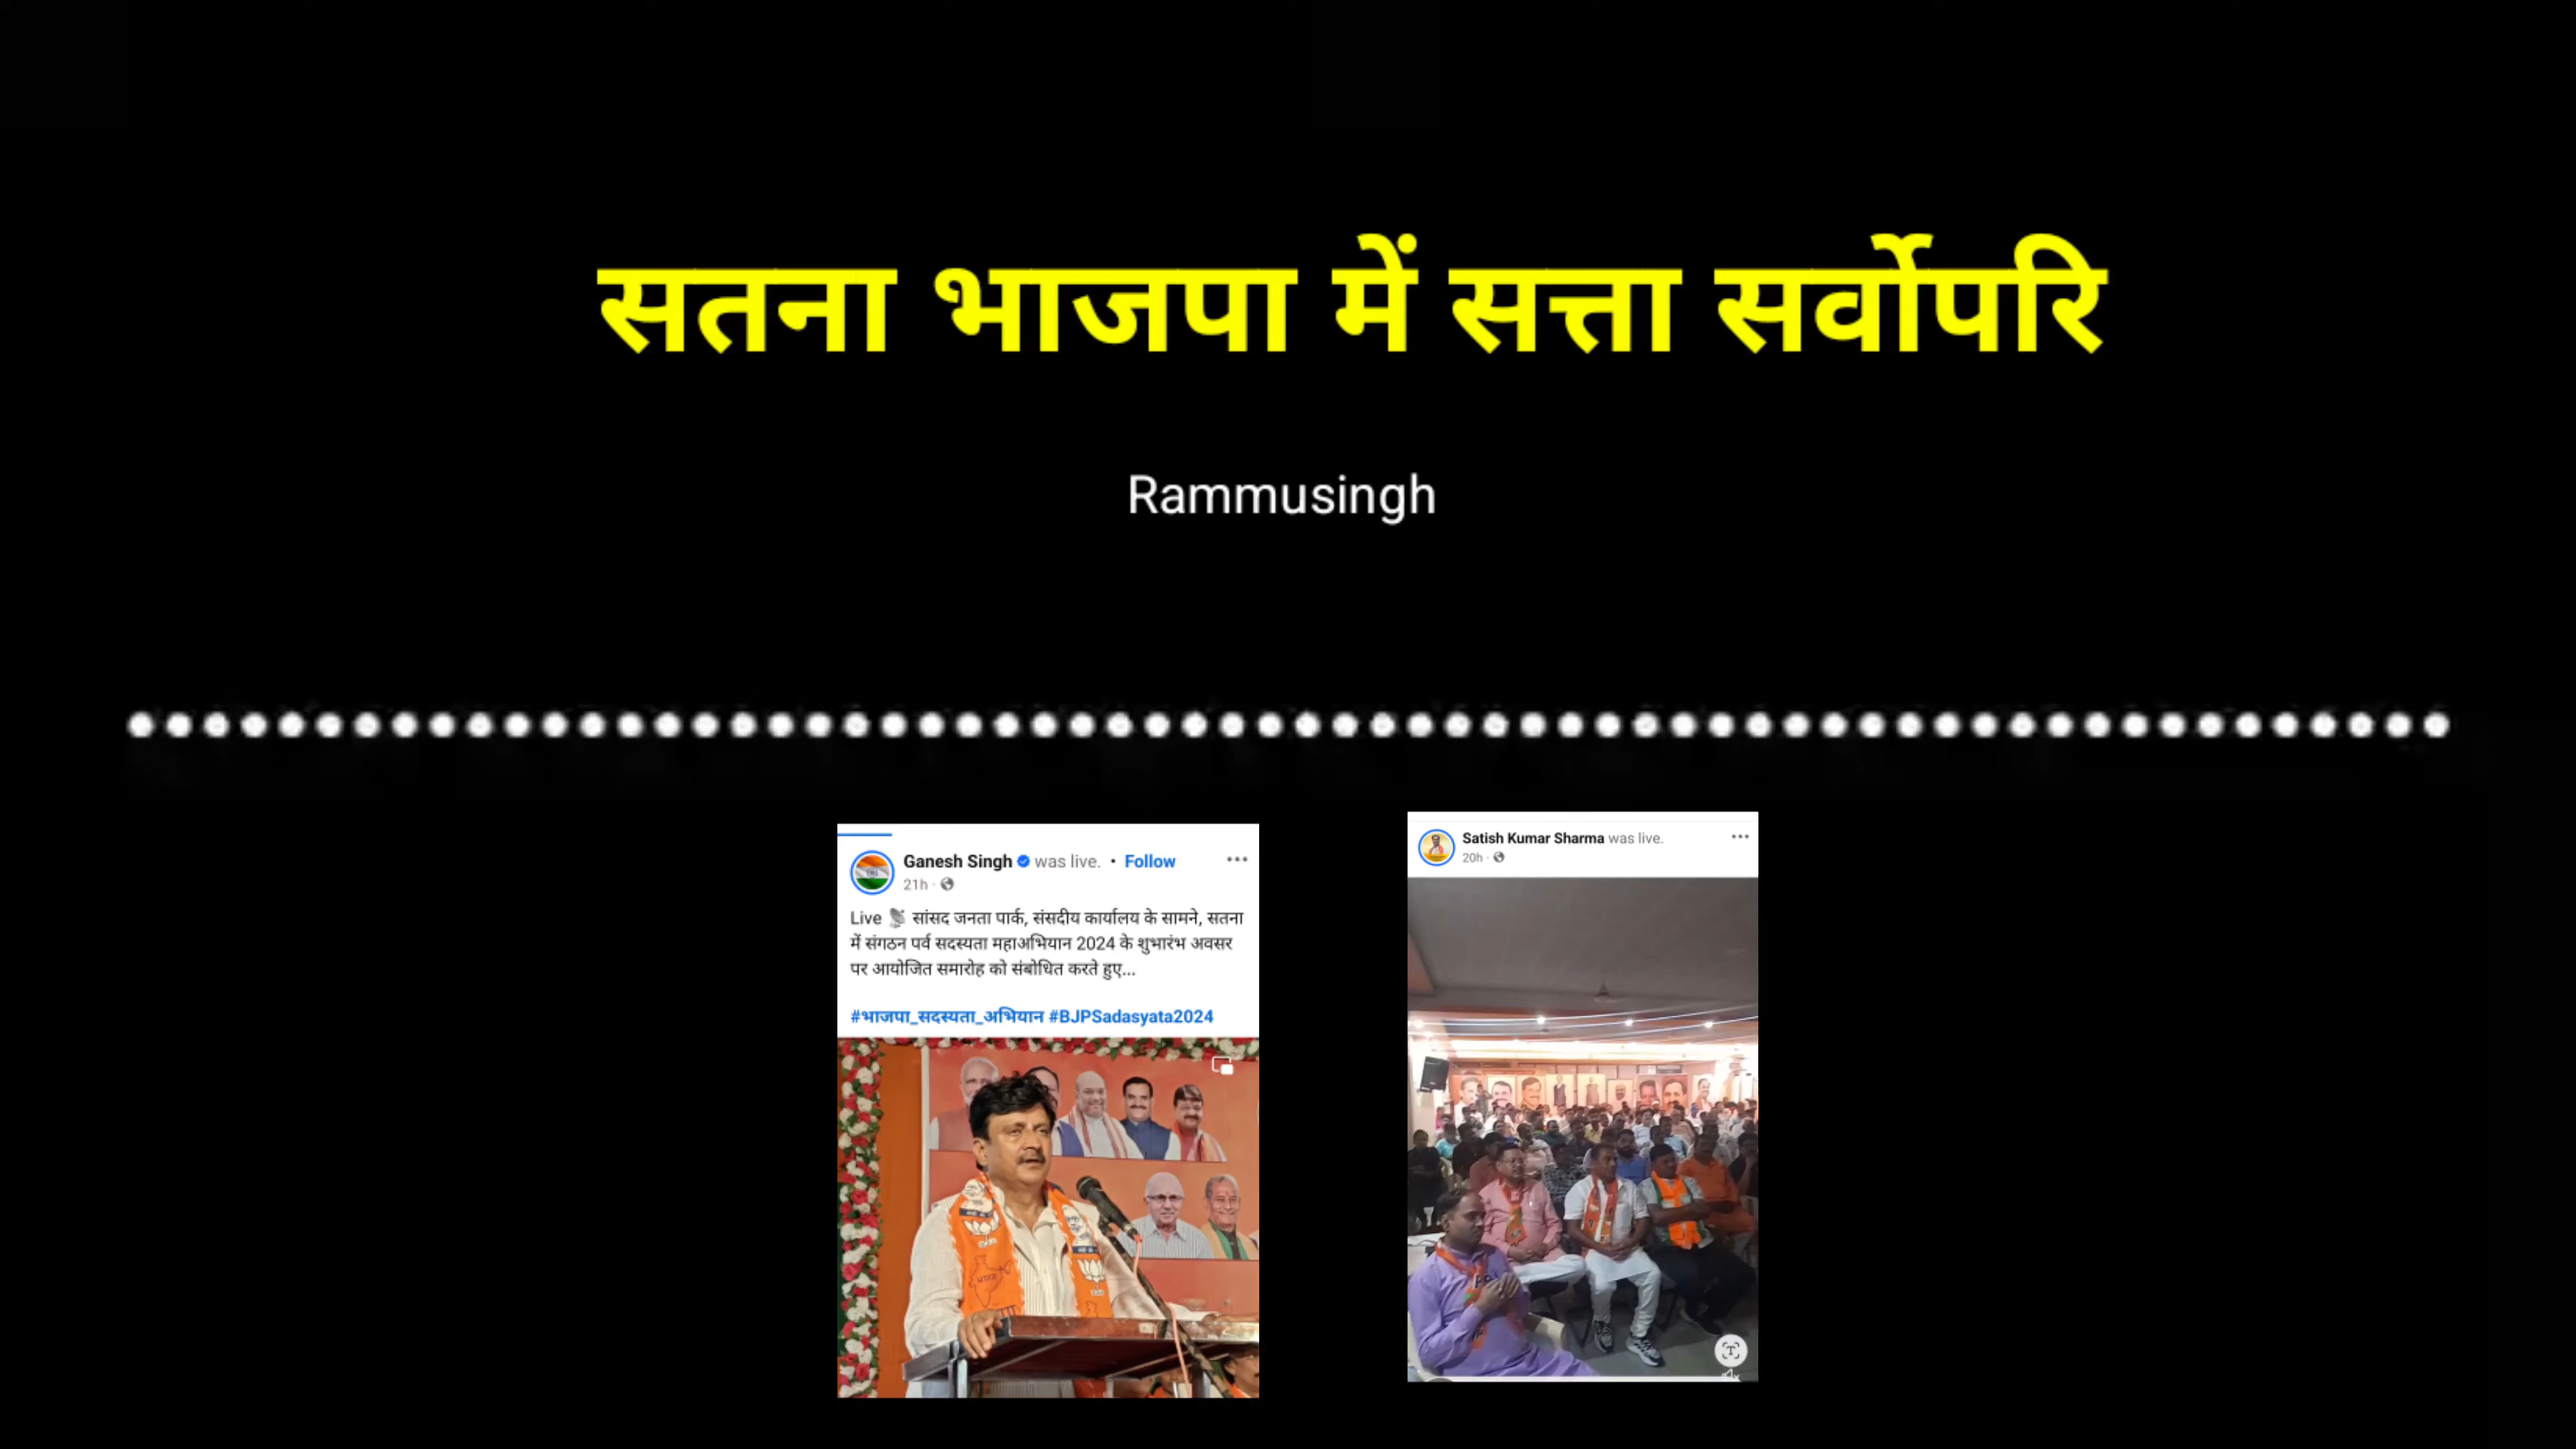 सतना भाजपा में सत्ता सर्वोपरि
Rammusingh
Ganesh Singh was live. • Follow
21h
Live सांसद जनता पार्क, संसदीय कार्यालय के सामने, सतना
में संगठन पर्व सदस्यता महाअभियान 2024 के शुभारंभ अवसर
पर आयोजित समारोह को संबोधित करते हुए...
#भाजपा_सदस्यता_अभियान #BJPSadasyata2024
Satish Kumar Sharma was live.
20h